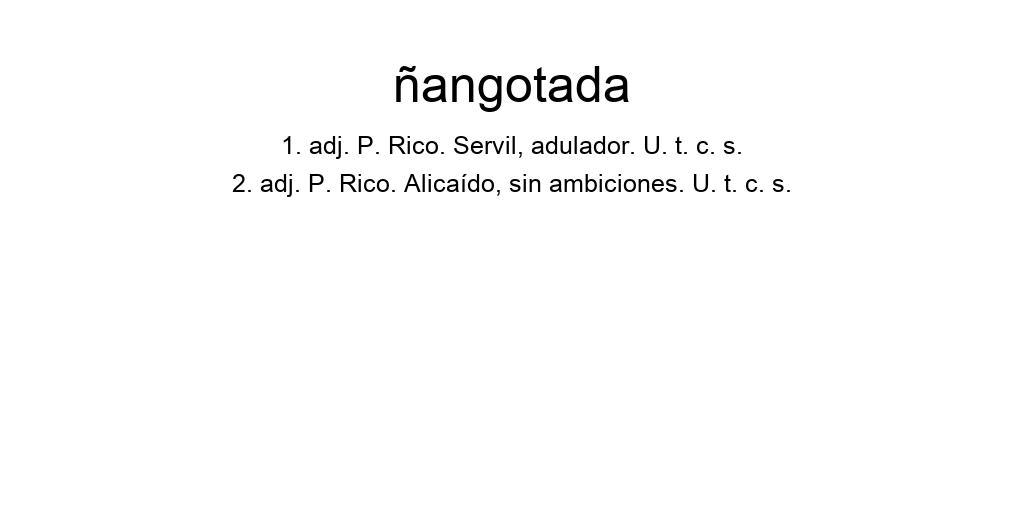 ñangotada
1. adj. P. Rico. Servil, adulador. U. t. c. s.
2. adj. P. Rico. Alicaído, sin ambiciones. U. t. c. s.